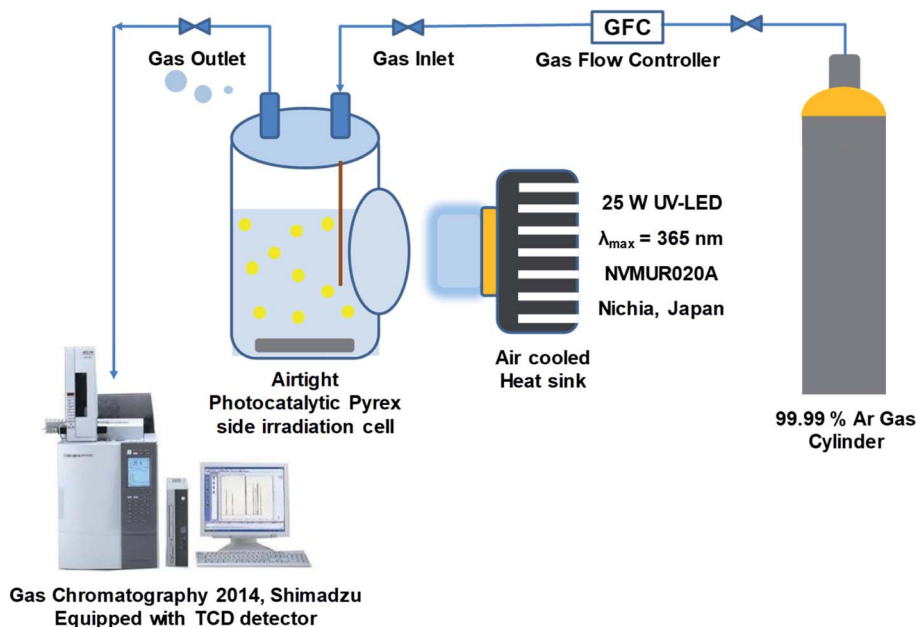 GFC
Gas Outlet
Gas Inlet
Gas Flow Controller
25 W UV-LED
λmax = 365 nm
NVMUR020A
Nichia, Japan
Airtight
Photocatalytic Pyrex
side irradiation cell
Air cooled
Heat sink
99.99 % Ar Gas
Cylinder
Gas Chromatography 2014, Shimadzu
Equipped with TCD detector